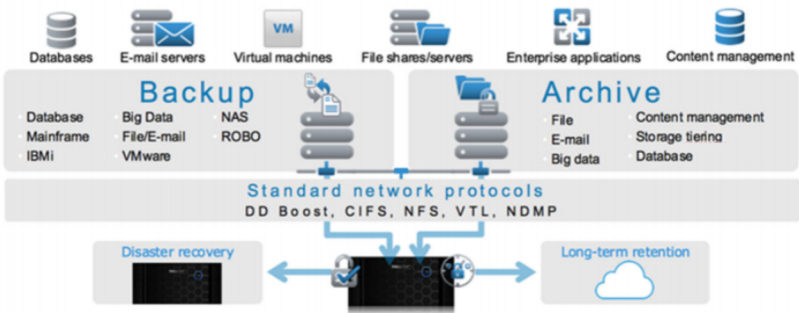 VM
Databases
E-mail servers
Virtual machines
File shares/servers
Enterprise applications
Content management
Backup
Database
Mainframe
IBMi
Big Data
File/E-mail
VMware
NAS
ROBO
Archive
File
E-mail
Big data
Content management
Storage tiering
Database
Standard network protocols
DD Boost, CIFS, NFS, VTL, NDMP
Disaster recovery
Long-term retention